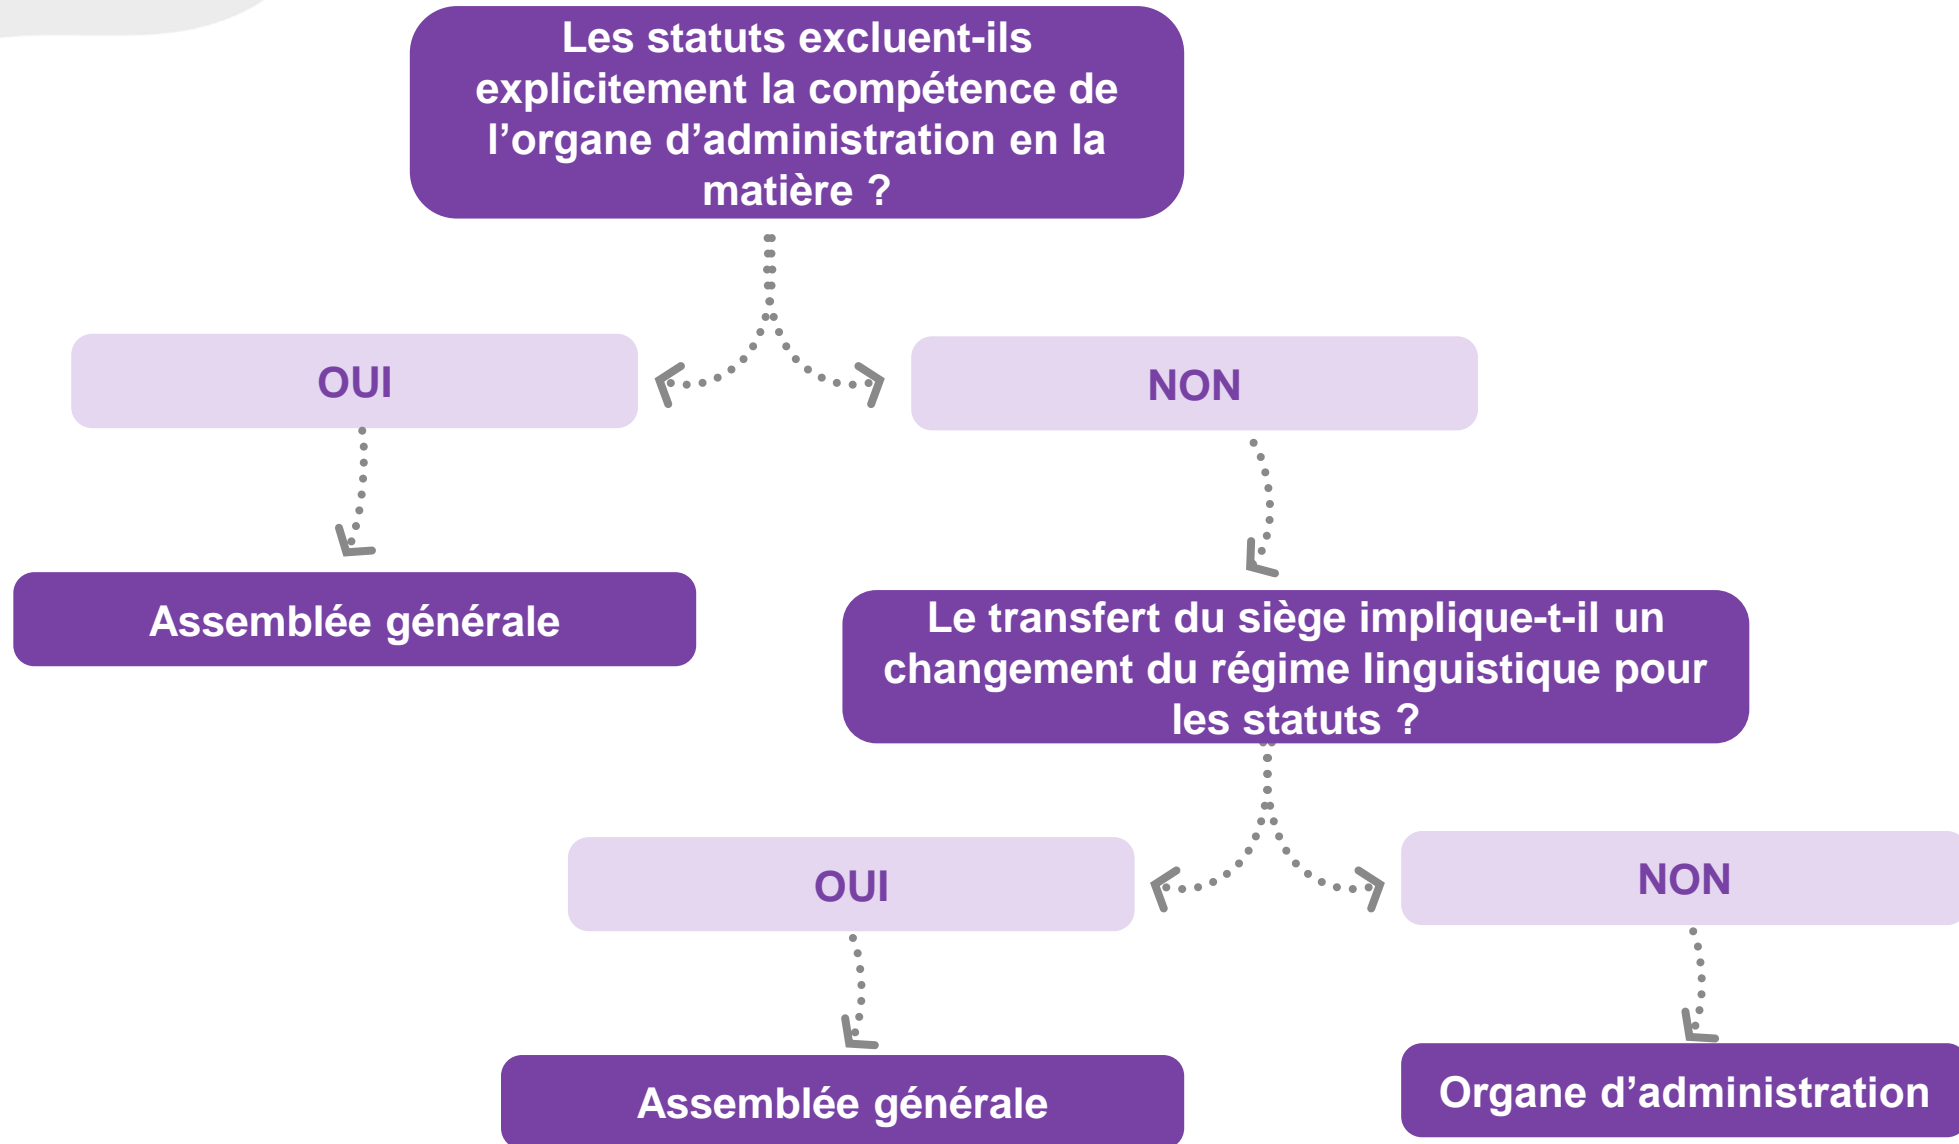 Les statuts excluent-ils
explicitement la compétence de
l’organe d’administration en la
matière ?
OUI
NON
Assemblée générale
Le transfert du siège implique-t-il un
changement du régime linguistique pour
les statuts ?
OUI
NON
Assemblée générale
Organe d’administration